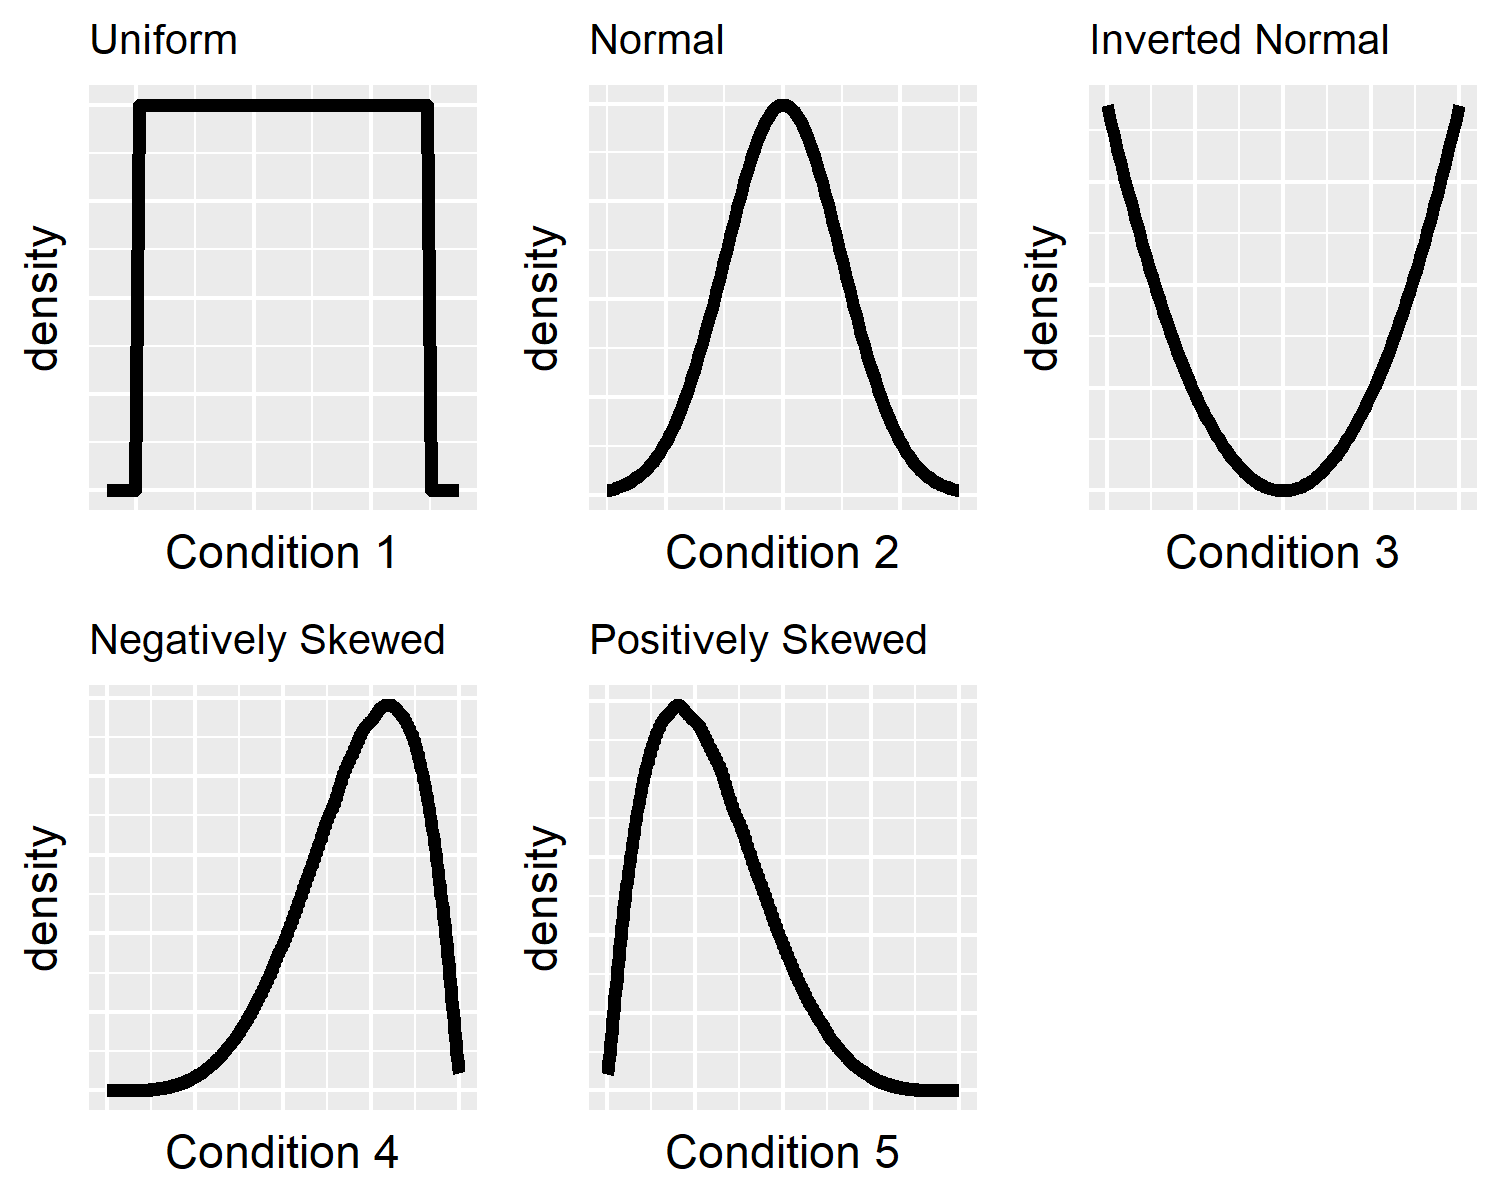 Uniform
density
Condition 1
Normal
density
Condition 2
Inverted Normal
density
Condition 3
Negatively Skewed
density
Condition 4
Positively Skewed
density
Condition 5